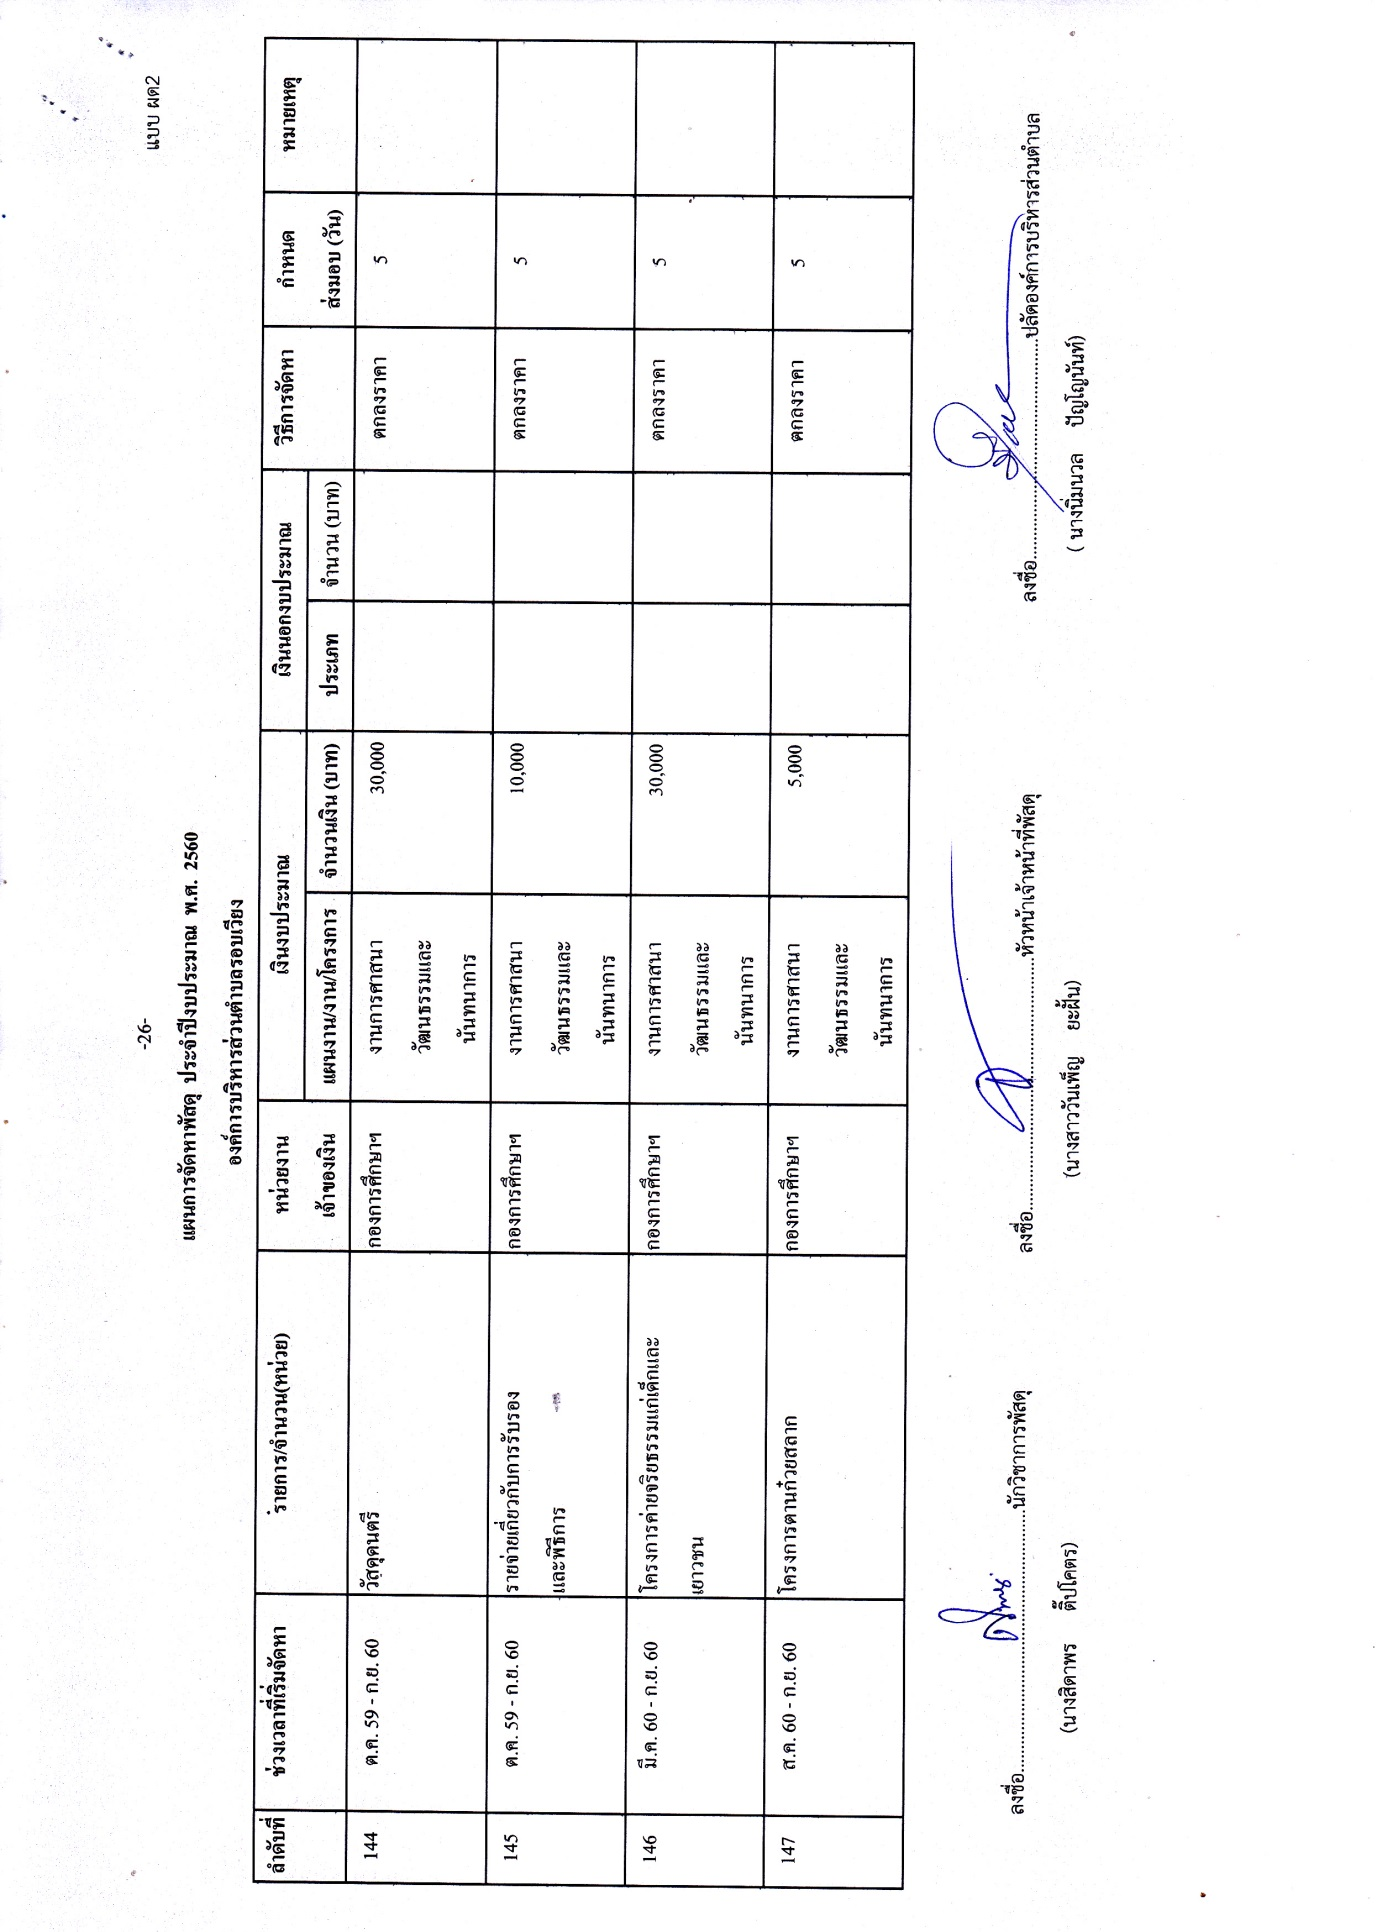 -26-
แบบ ผด2
แผนการจัดหาพัสดุ ประจำปีงบประมาณ พ.ศ. 2560
องค์การบริหารส่วนตำบลรอบเวียง
ลำดับที่ ช่วงเวลาที่เริ่มจัดหา รายการ/จำนวน(หน่วย) หน่วยงาน เงินงบประมาณ เงินนอกงบประมาณ วิธีการจัดหา กำหนด หมายเหตุ
เจ้าของเงิน แผนงาน/งาน/โครงการ จำนวนเงิน (บาท) ประเภท จำนวน (บาท) ส่งมอบ (วัน)
144 ต.ค. 59 - ก.ย. 60 วัสดุดนตรี กองการศึกษาฯ งานการศาสนา 30,000 ตกลงราคา 5
วัฒนธรรมและ
นันทนาการ
145 ต.ค. 59 - ก.ย. 60 รายจ่ายเกี่ยวกับการรับรอง กองการศึกษาฯ งานการศาสนา 10,000 ตกลงราคา 5
และพิธีการ วัฒนธรรมและ
นันทนาการ
146 มี.ค. 60 - ก.ย. 60 โครงการค่ายจริยธรรมแก่เด็กและ กองการศึกษาฯ งานการศาสนา 30,000 ตกลงราคา 5
เยาวชน วัฒนธรรมและ
นันทนาการ
147 ส.ค. 60 - ก.ย. 60 โครงการตานก๋วยสลาก กองการศึกษาฯ งานการศาสนา 5,000 ตกลงราคา 5
วัฒนธรรมและ
นันทนาการ
ลงชื่อ..........นักวิชาการพัสดุ ลงชื่อ..........หัวหน้าเจ้าหน้าที่พัสดุ ลงชื่อ..........ปลัดองค์การบริหารส่วนตำบล
(นางสิดาพร ติ๊ปโคตร) (นางสาววันเพ็ญ ยะฝั้น) ( นางนิ่มนวล ปัญโญนันท์)